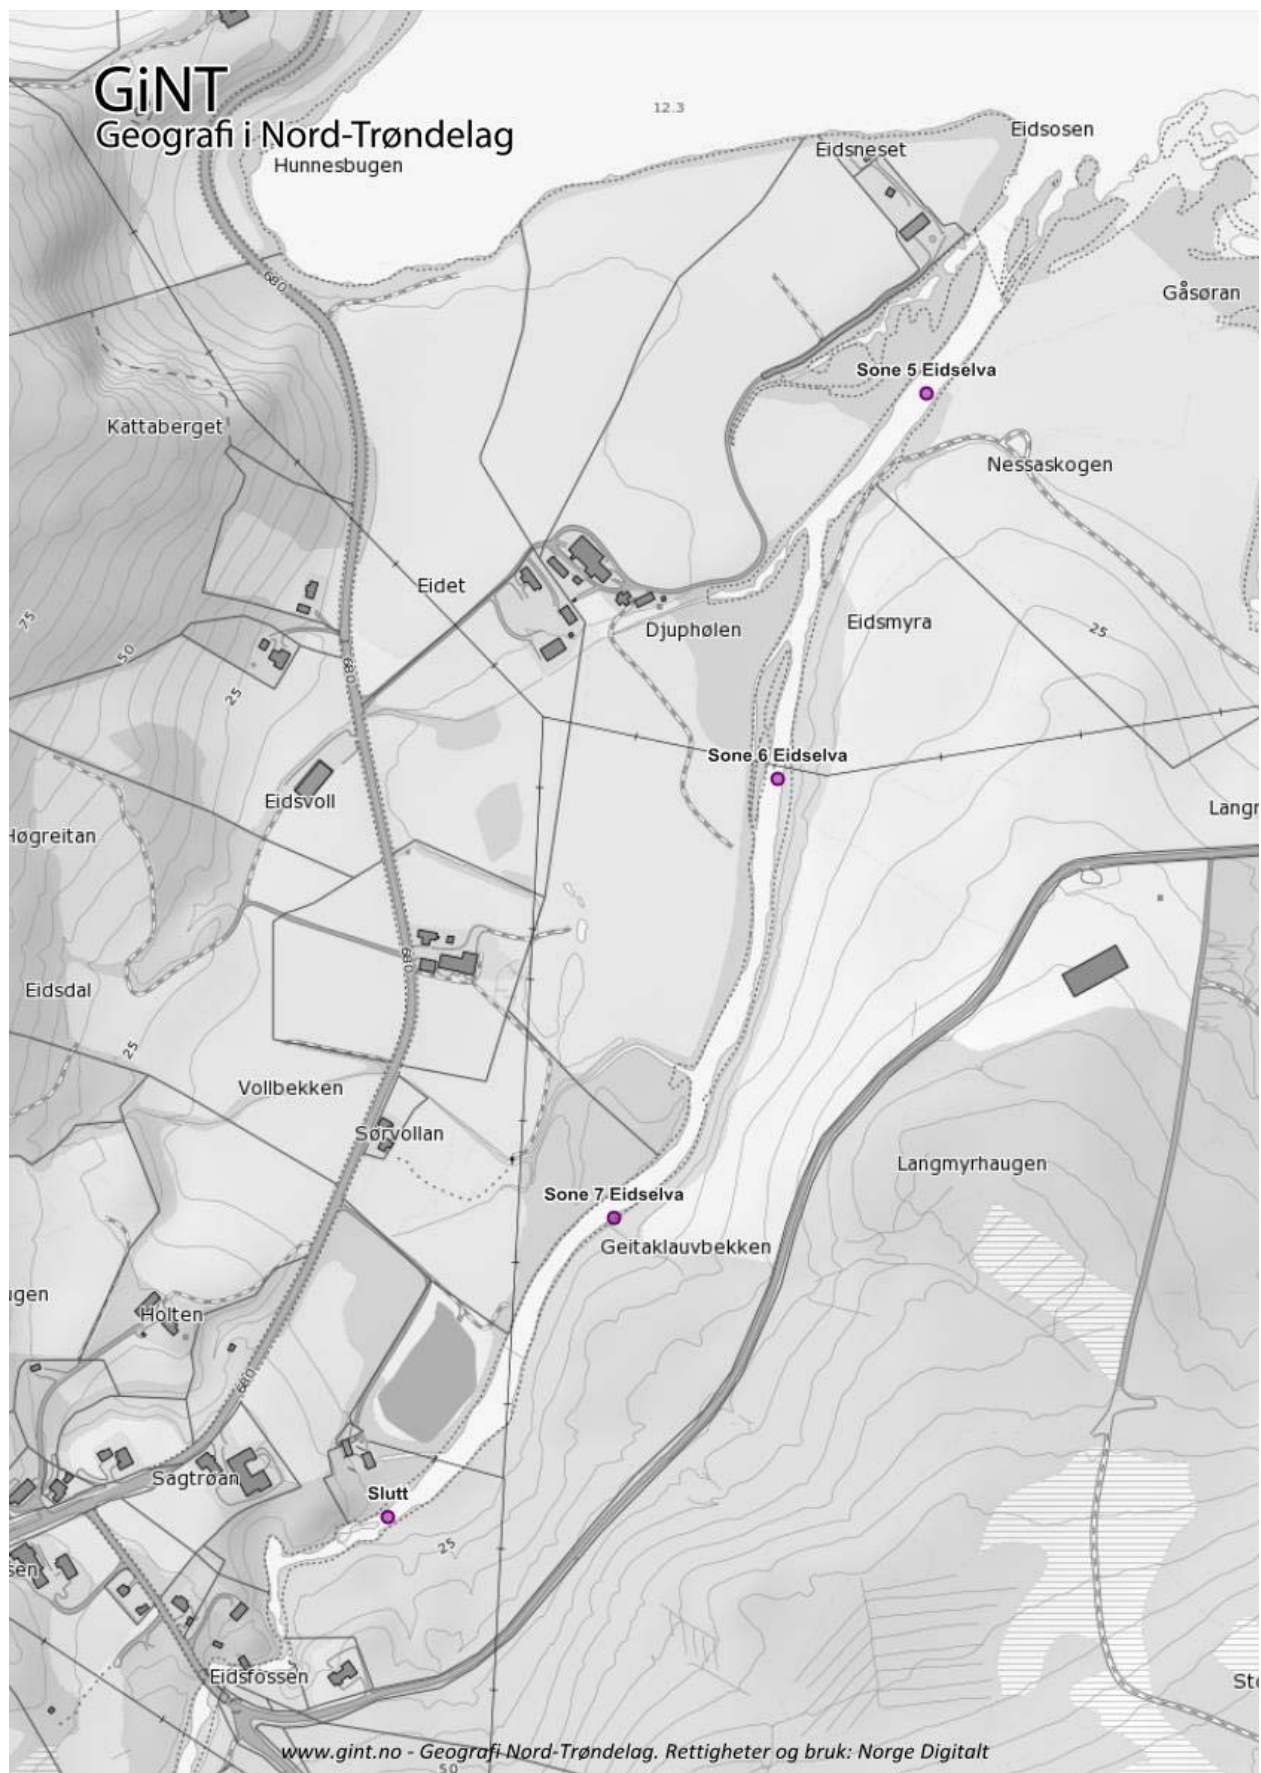 GiNT
Geografi i Nord-Trøndelag
12.3
Eidsosen
Eidsneset
Hunnesbugen
680
Gåsøran
Sone 5 Eidselva
Kattaberget
Nessaskogen
Eidet
75
Djuphølen
Eidsmyra
25
50
680
25
Sone 6 Eidselva
Eidsvoll
Langr
Høgreitan
680
Eidsdal
25
Vollbekken
Sørvollan
Langmyrhaugen
Sone 7 Eidselva
Geitaklauvbekken
ugen
Holten
680
Sagtrøan
Slutt
25
sen
Eidsfossen
Sto
www.gint.no - Geografi Nord-Trøndelag. Rettigheter og bruk: Norge Digitalt
50